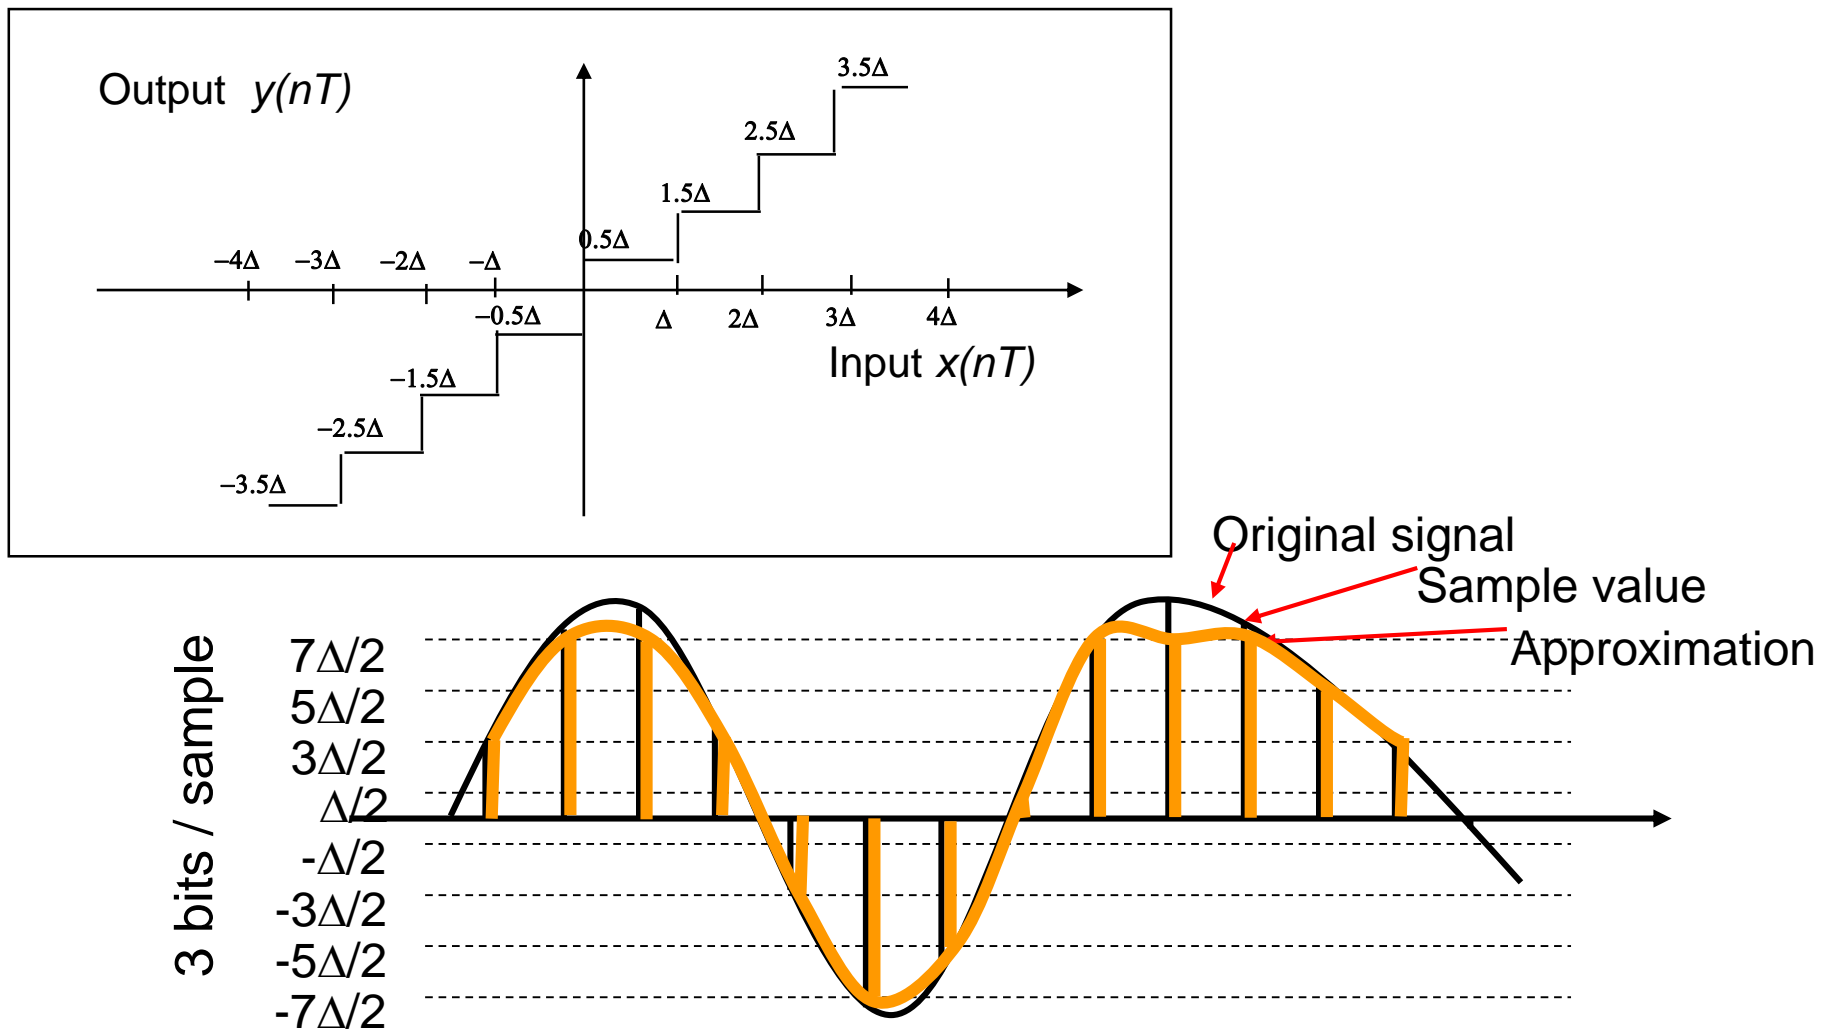 3.5Δ
Output y(nT)
2.5Δ
1.5Δ
0.5Δ
−4Δ −3Δ −2Δ −Δ
−0.5Δ Δ 2Δ 3Δ 4Δ
Input x(nT)
−1.5Δ
−2.5Δ
−3.5Δ
Original signal
Sample value
Approximation
3 bits / sample
7Δ/2
5Δ/2
3Δ/2
Δ/2
-Δ/2
-3Δ/2
-5Δ/2
-7Δ/2